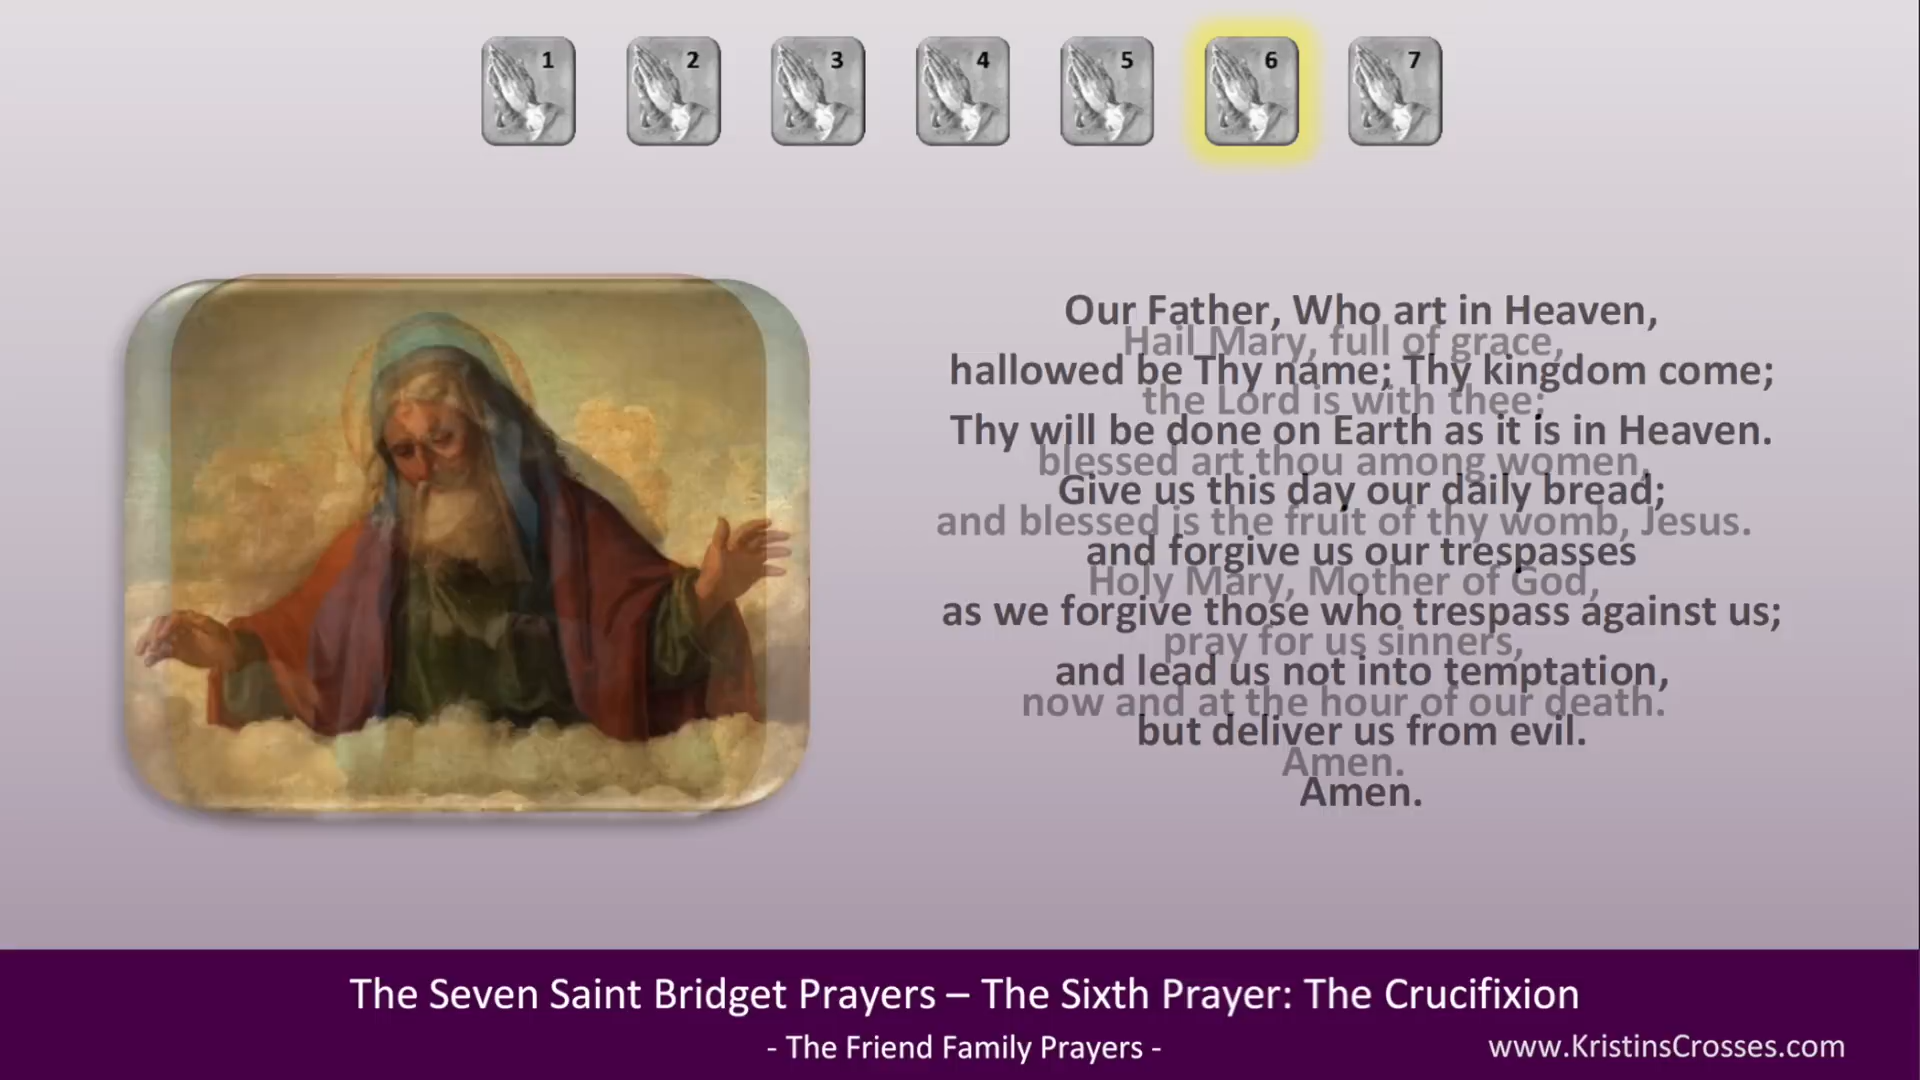 1 2 3 4 5 6 7
Our Father, Who art in Heaven,
Hail Mary, full of grace,
hallowed be Thy name; Thy kingdom come;
the Lord is with thee;
Thy will be done on Earth as it is in Heaven.
blessed art thou among women,
Give us this day our daily bread;
and blessed is the fruit of thy womb, Jesus.
and forgive us our trespasses
Holy Mary, Mother of God,
as we forgive those who trespass against us;
pray for us sinners,
and lead us not into temptation,
now and at the hour of our death.
but deliver us from evil.
Amen.
Amen.
The Seven Saint Bridget Prayers – The Sixth Prayer: The Crucifixion
- The Friend Family Prayers -
www.KristinsCrosses.com